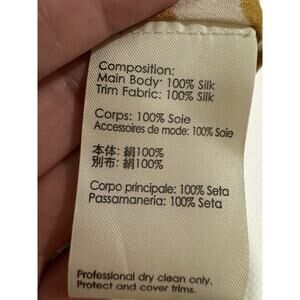 Composition:
Main Body: 100% Silk
Trim Fabric: 100% Silk
Corps: 100% Soie
Accessoires de mode: 100% Soie
本体: 絹100%
別布: 絹100%
Corpo principale: 100% Seta
Passamaneria: 100% Seta
Professional dry clean only.
Protect and cover trims.